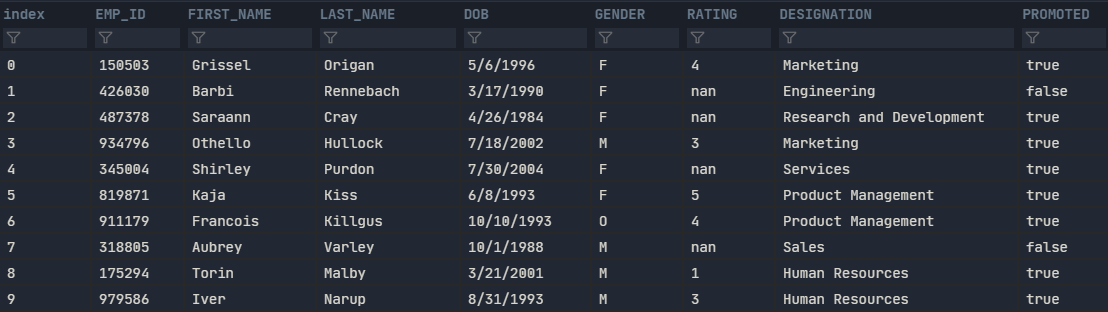 index EMP_ID FIRST_NAME LAST_NAME DOB GENDER RATING DESIGNATION PROMOTED
0 150503 Grissel Origan 5/6/1996 F 4 Marketing true
1 426030 Barbi Rennebach 3/17/1990 F nan Engineering false
2 487378 Saraann Cray 4/26/1984 F nan Research and Development true
3 934796 Othello Hullock 7/18/2002 M 3 Marketing true
4 345004 Shirley Purdon 7/30/2004 F nan Services true
5 819871 Kaja Kiss 6/8/1993 F 5 Product Management true
6 911179 Francois Killgus 10/10/1993 O 4 Product Management true
7 318805 Aubrey Varley 10/1/1988 M nan Sales false
8 175294 Torin Malby 3/21/2001 M 1 Human Resources true
9 979586 Iver Narup 8/31/1993 M 3 Human Resources true